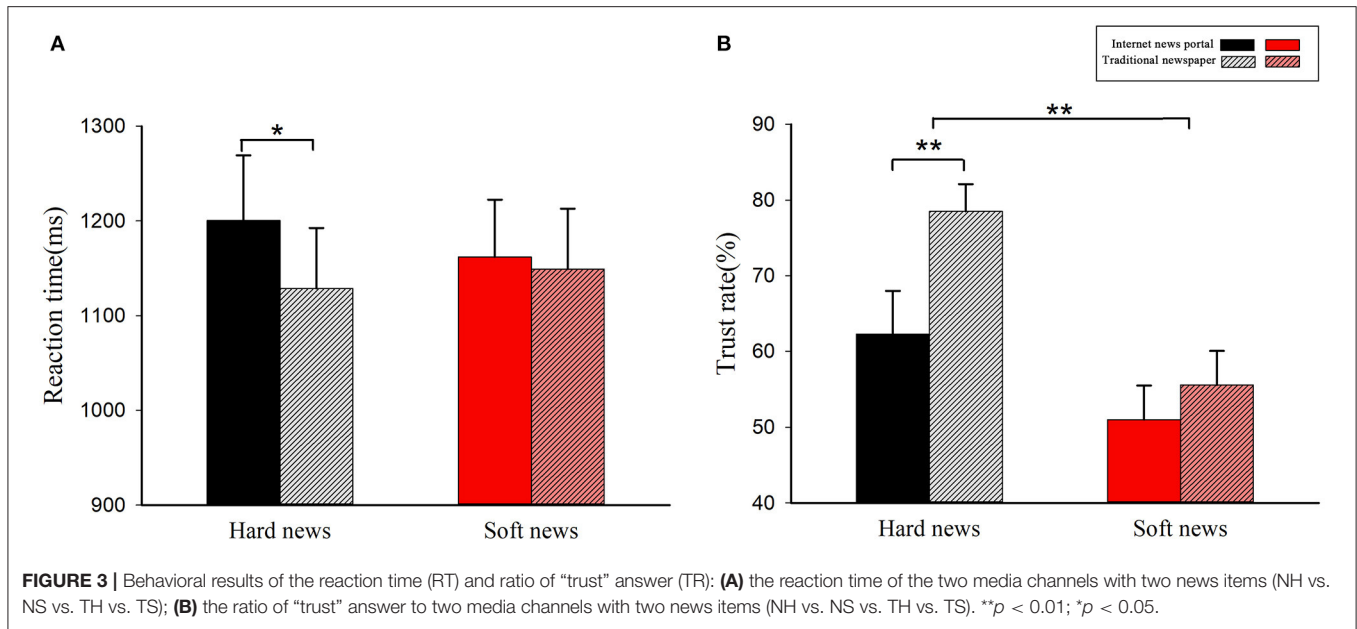 A
B
Internet news portal
Traditional newspaper
1300
1200
1100
1000
900
Reaction time(ms)
*
Hard news
Soft news
90
80
70
60
50
40
Trust rate(%)
**
**
Hard news
Soft news
FIGURE 3 | Behavioral results of the reaction time (RT) and ratio of “trust” answer (TR): (A) the reaction time of the two media channels with two news items (NH vs.
NS vs. TH vs. TS); (B) the ratio of “trust” answer to two media channels with two news items (NH vs. NS vs. TH vs. TS). **p < 0.01; *p < 0.05.